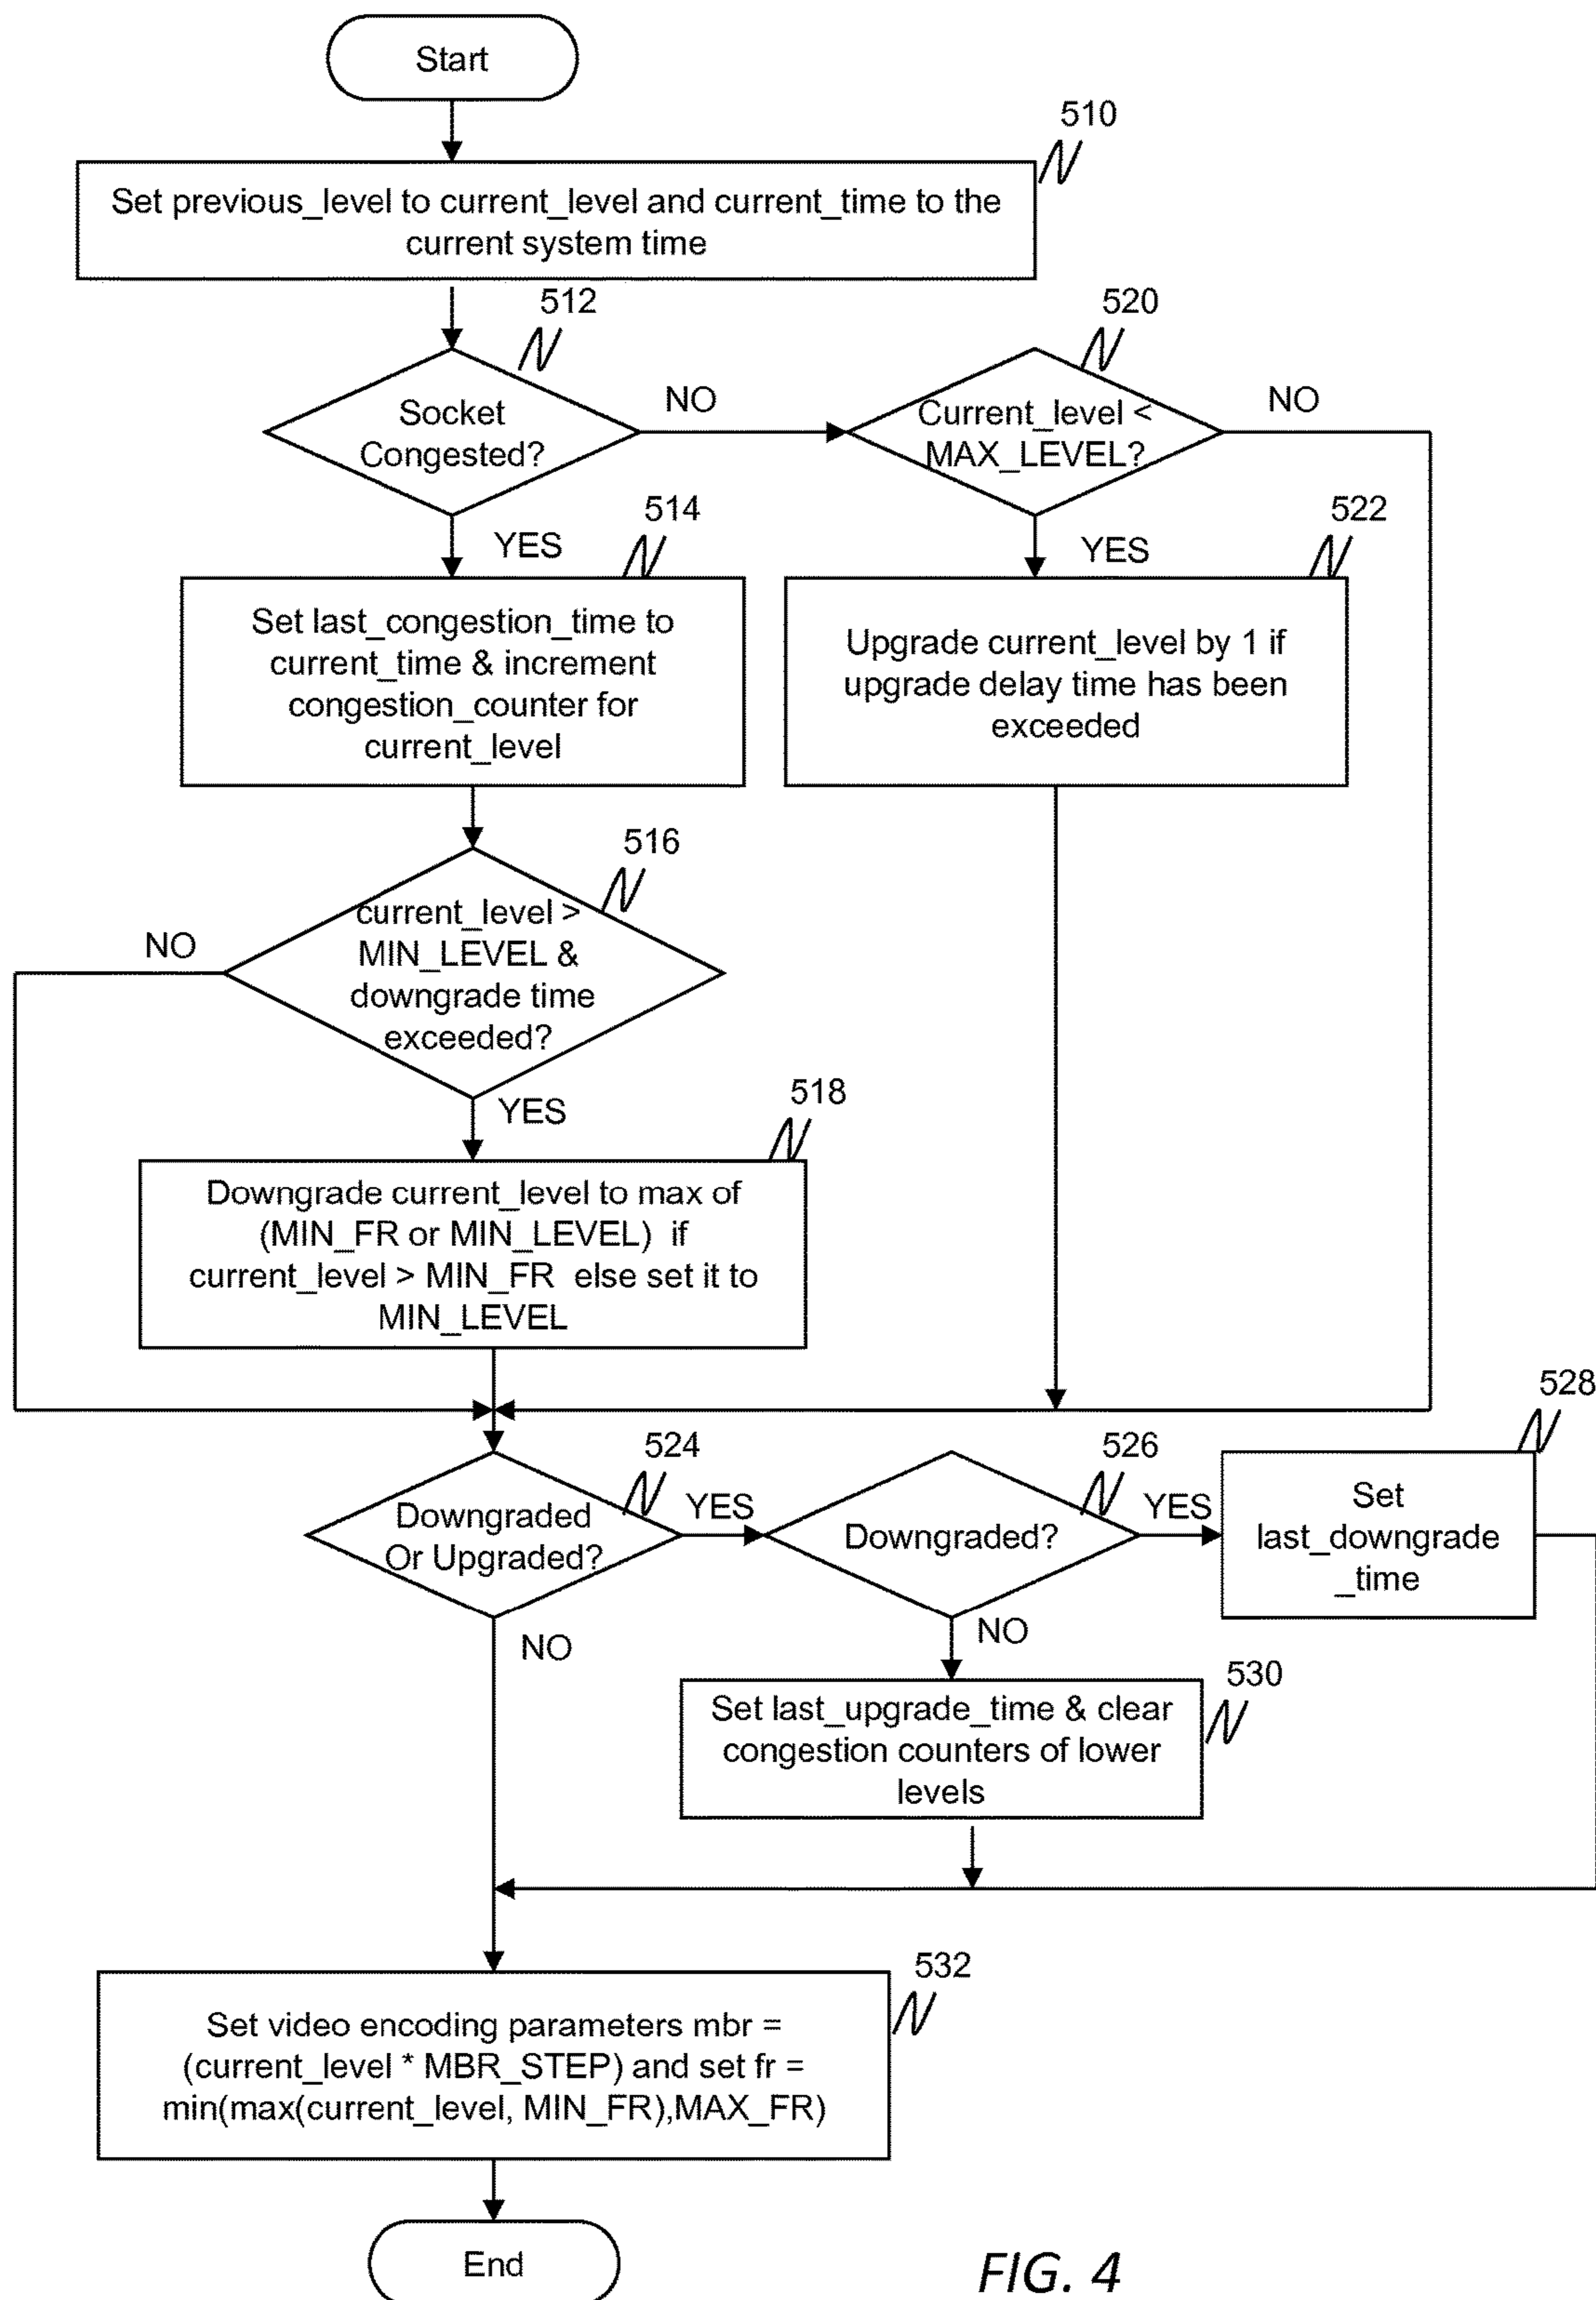 Start
510
Set previous_level to current_level and current_time to the
current system time
512
520
Socket
Congested?
NO
Current_level <
MAX_LEVEL?
NO
514
YES
522
YES
Set last_congestion_time to
current_time & increment
congestion_counter for
current_level
Upgrade current_level by 1 if
upgrade delay time has been
exceeded
516
current_level >
MIN_LEVEL &
downgrade time
exceeded?
NO
YES
518
Downgrade current_level to max of
(MIN_FR or MIN_LEVEL) if
current_level > MIN_FR else set it to
MIN_LEVEL
528
524
526
Downgraded
Or Upgraded?
YES
Downgraded?
YES
Set
last_downgrade
_time
NO
NO
530
Set last_upgrade_time & clear
congestion counters of lower
levels
532
Set video encoding parameters mbr =
(current_level * MBR_STEP) and set fr =
min(max(current_level, MIN_FR),MAX_FR)
End
FIG. 4